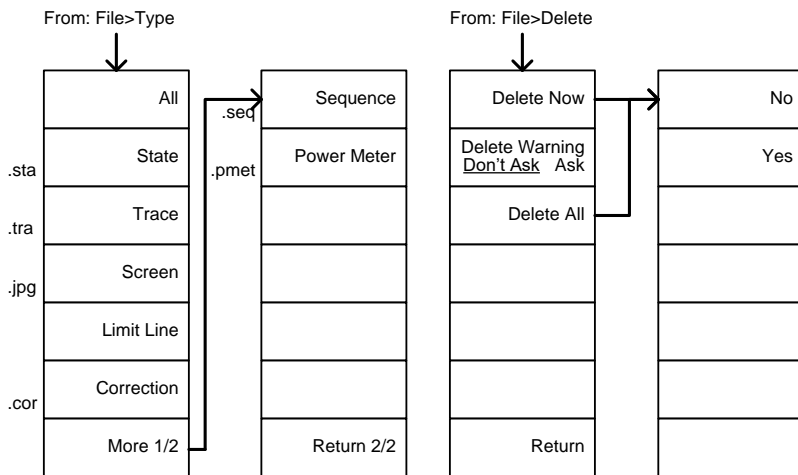 From: File>Type
All
.sta
State
.tra
Trace
.jpg
Screen
Limit Line
.cor
Correction
More 1/2
.seq
Sequence
.pmet
Power Meter
Return 2/2
From: File>Delete
Delete Now
Delete Warning
Don't Ask Ask
Delete All
Return
No
Yes